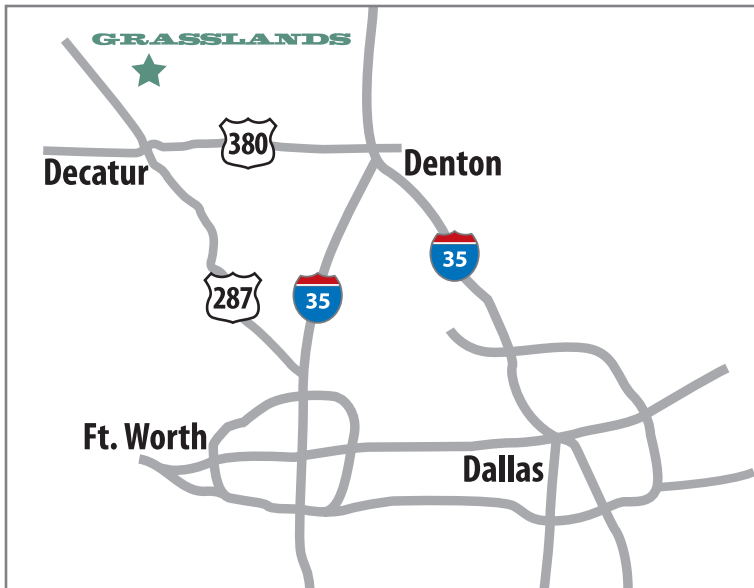 GRASSLANDS
380
Decatur
Denton
35
287
35
Ft. Worth
Dallas